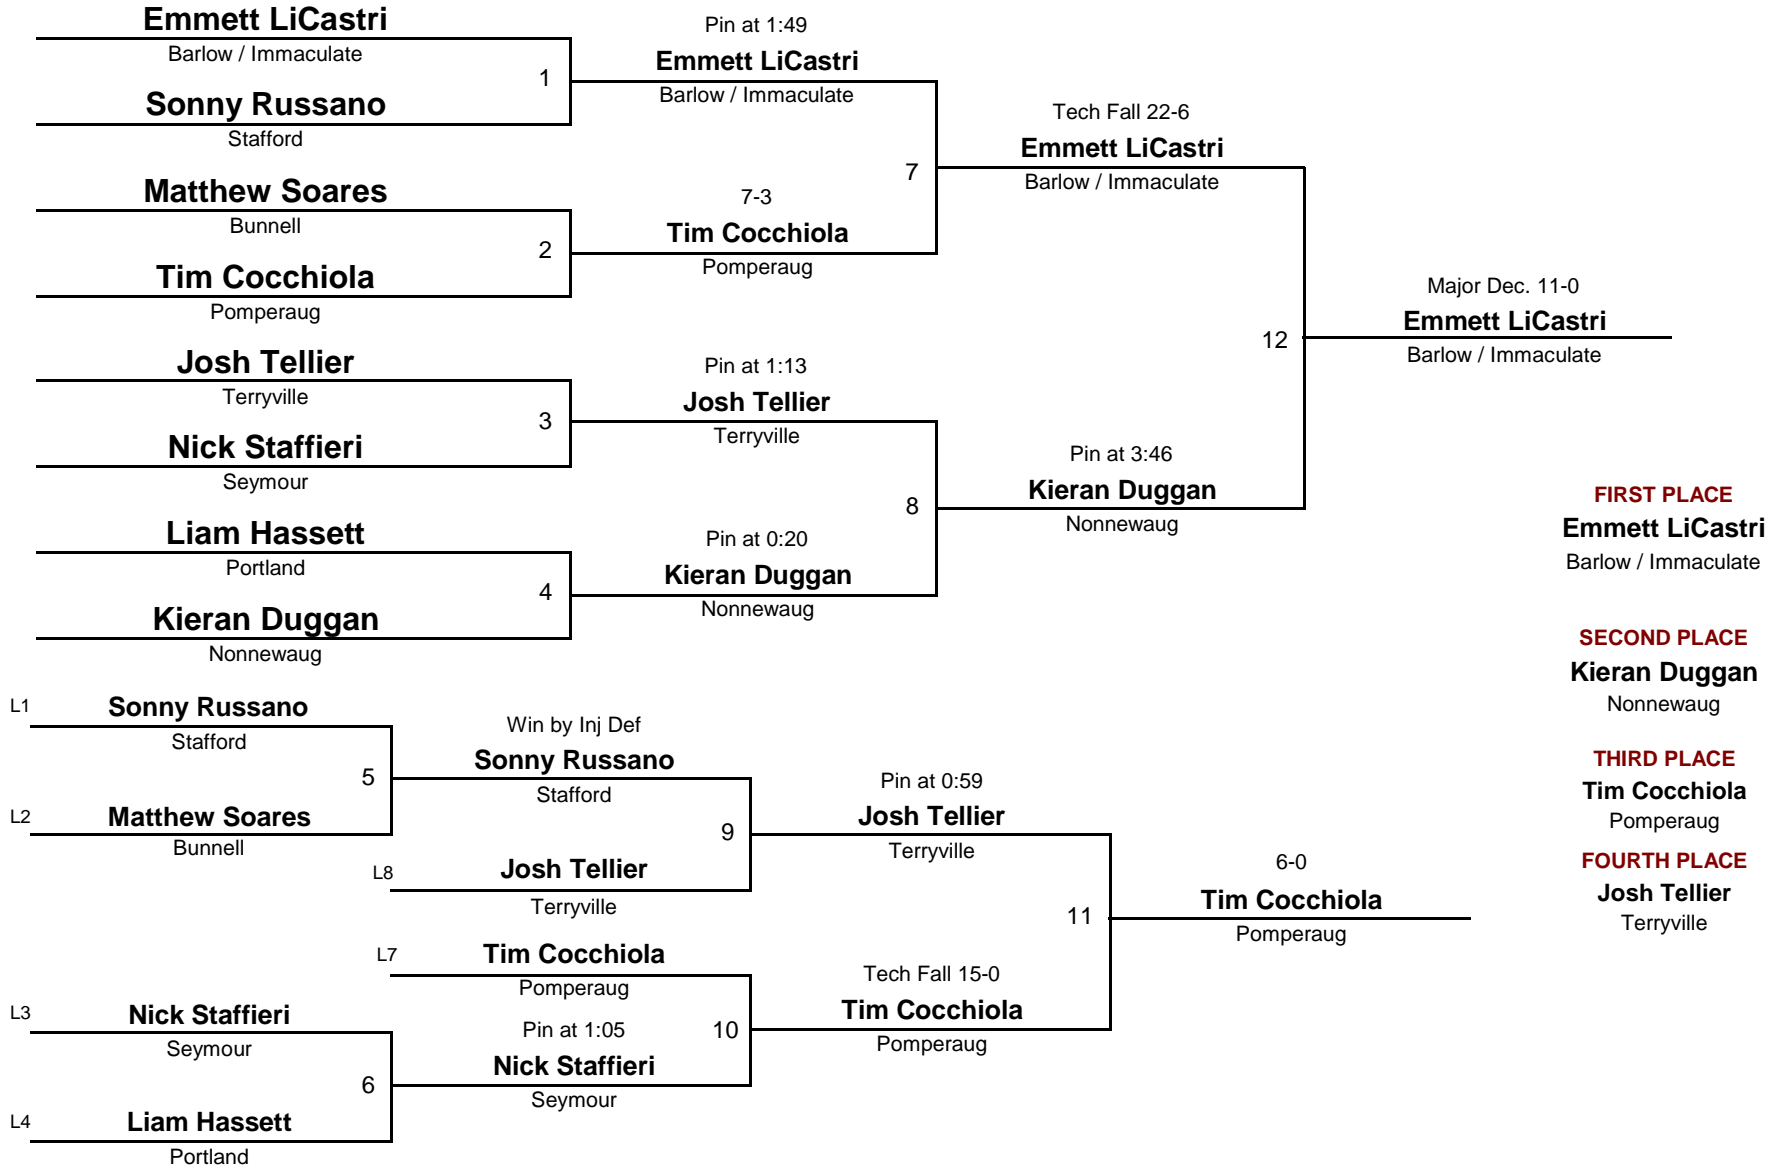 Emmett LiCastri
Barlow / Immaculate
1
Sonny Russano
Stafford
Matthew Soares
Bunnell
2
Tim Cocchiola
Pomperaug
Josh Tellier
Terryville
3
Nick Staffieri
Seymour
Liam Hassett
Portland
4
Kieran Duggan
Nonnewaug
Pin at 1:49
Emmett LiCastri
Barlow / Immaculate
7
7-3
Tim Cocchiola
Pomperaug
Pin at 1:13
Josh Tellier
Terryville
8
Pin at 0:20
Kieran Duggan
Nonnewaug
Tech Fall 22-6
Emmett LiCastri
Barlow / Immaculate
12
Pin at 3:46
Kieran Duggan
Nonnewaug
Major Dec. 11-0
Emmett LiCastri
Barlow / Immaculate
L1
Sonny Russano
Stafford
5
L2
Matthew Soares
Bunnell
L3
Nick Staffieri
Seymour
6
L4
Liam Hassett
Portland
Win by Inj Def
Sonny Russano
Stafford
9
L8
Josh Tellier
Terryville
L7
Tim Cocchiola
Pomperaug
10
Pin at 1:05
Nick Staffieri
Seymour
Pin at 0:59
Josh Tellier
Terryville
11
Tech Fall 15-0
Tim Cocchiola
Pomperaug
6-0
Tim Cocchiola
Pomperaug
FIRST PLACE
Emmett LiCastri
Barlow / Immaculate
SECOND PLACE
Kieran Duggan
Nonnewaug
THIRD PLACE
Tim Cocchiola
Pomperaug
FOURTH PLACE
Josh Tellier
Terryville